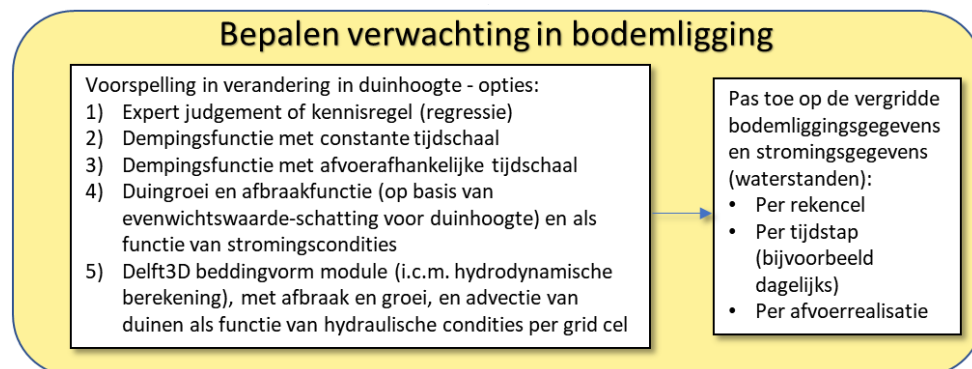 Bepalen verwachting in bodemligging
Voorspelling in verandering in duinhoogte - opties:
1) Expert judgement of kennisregel (regressie)
2) Dempingsfunctie met constante tijdschaal
3) Dempingsfunctie met afvoerafhankelijke tijdschaal
4) Duingroei en afbraakfunctie (op basis van
evenwichtswaarde-schatting voor duinhoogte) en als
functie van stromingscondities
5) Delft3D beddingvorm module (i.c.m. hydrodynamische
berekening), met afbraak en groei, en advectie van
duinen als functie van hydraulische condities per grid cel
Pas toe op de vergridde
bodemliggingsgegevens
en stromingsgegevens
(waterstanden):
• Per rekencel
• Per tijdstap
(bijvoorbeeld
dagelijks)
• Per afvoerrealisatie